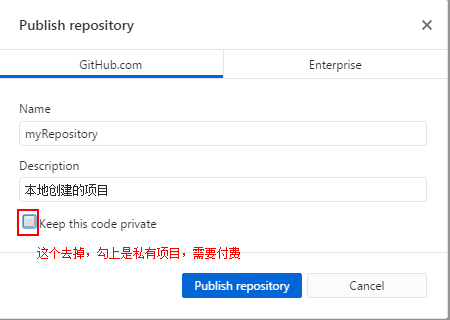 Publish repository
GitHub.com
Enterprise
Name
myRepository
Description
本地创建的项目
Keep this code private
这个去掉，勾上是私有项目，需要付费
Publish repository
Cancel